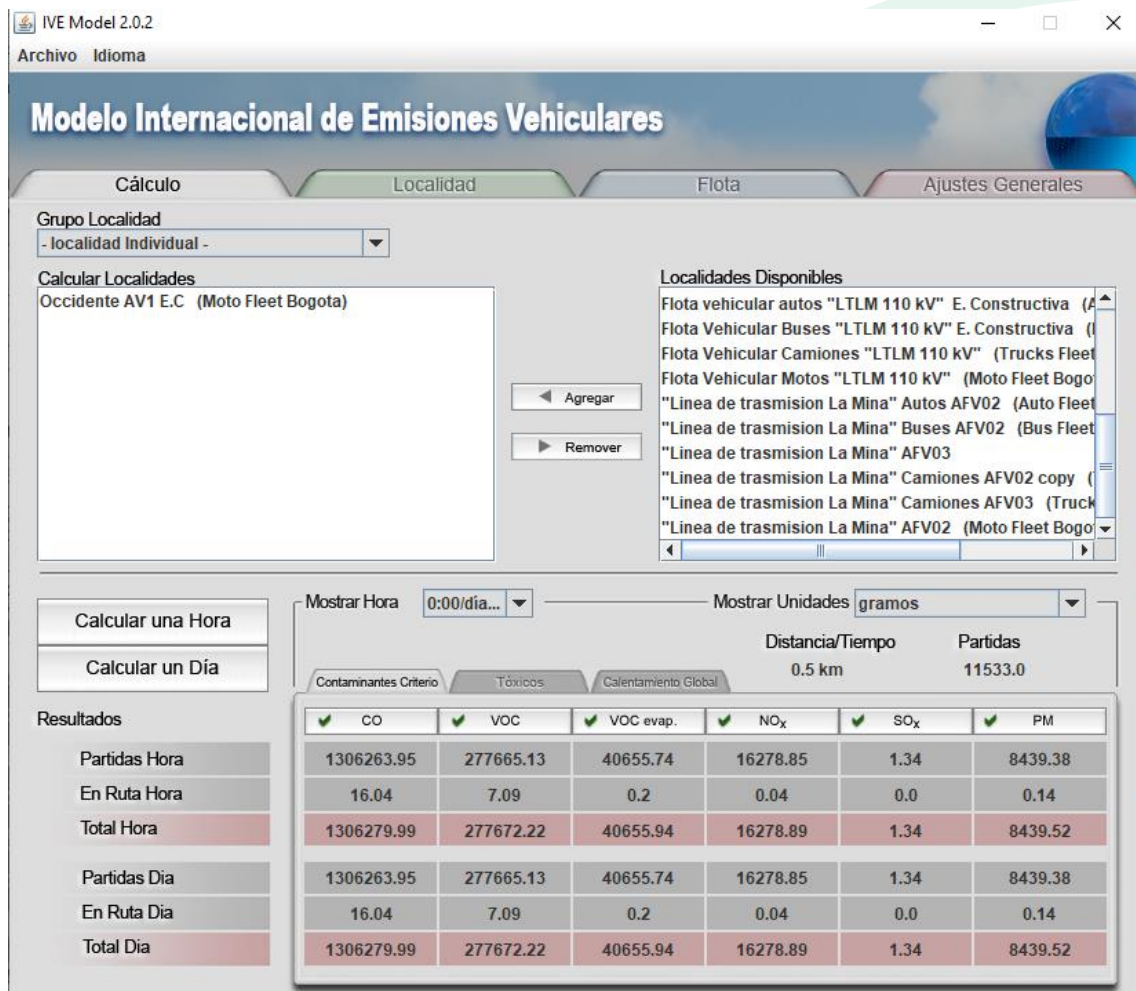 IVE Model 2.0.2
Archivo Idioma
Modelo Internacional de Emisiones Vehiculares
Cálculo Localidad Flota Ajustes Generales
Grupo Localidad
- localidad Individual -
Calcular Localidades
Occidente AV1 E.C (Moto Fleet Bogota)
Agregar
Remover
Localidades Disponibles
Flota vehicular autos "LTLM 110 kV" E. Constructiva (A
Flota Vehicular Buses "LTLM 110 kV" E. Constructiva (
Flota Vehicular Camiones "LTLM 110 kV" (Trucks Fleet
Flota Vehicular Motos "LTLM 110 kV" (Moto Fleet Bogo
"Linea de trasmision La Mina" Autos AFV02 (Auto Fleet
"Linea de trasmision La Mina" Buses AFV02 (Bus Fleet
"Linea de trasmision La Mina" AFV03
"Linea de trasmision La Mina" Camiones AFV02 copy (
"Linea de trasmision La Mina" Camiones AFV03 (Truck
"Linea de trasmision La Mina" AFV02 (Moto Fleet Bogo
Calcular una Hora
Calcular un Día
Mostrar Hora 0:00/día... Mostrar Unidades gramos
Distancia/Tiempo Partidas
0.5 km 11533.0
Contaminantes Criterio Tóxicos Calentamiento Global
Resultados CO VOC VOC evap. NOX SOX PM
Partidas Hora 1306263.95 277665.13 40655.74 16278.85 1.34 8439.38
En Ruta Hora 16.04 7.09 0.2 0.04 0.0 0.14
Total Hora 1306279.99 277672.22 40655.94 16278.89 1.34 8439.52
Partidas Dia 1306263.95 277665.13 40655.74 16278.85 1.34 8439.38
En Ruta Dia 16.04 7.09 0.2 0.04 0.0 0.14
Total Dia 1306279.99 277672.22 40655.94 16278.89 1.34 8439.52